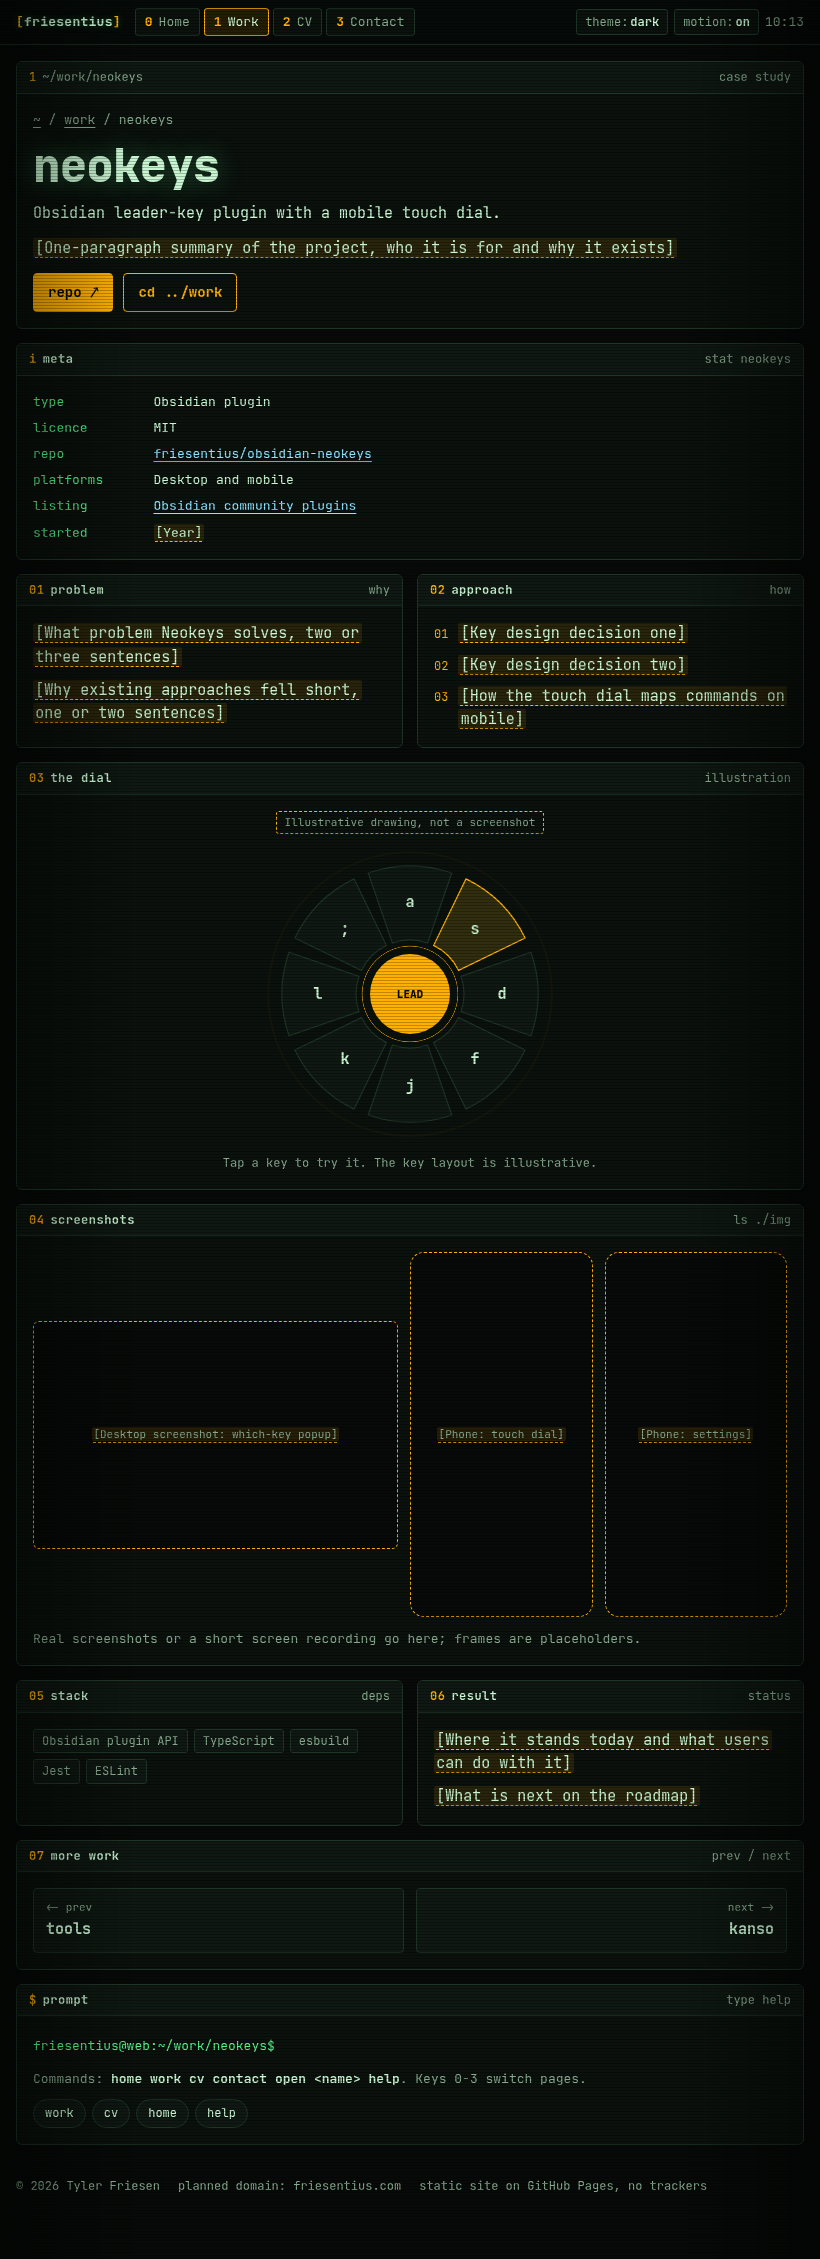 [friesentius] 0 Home 1 Work 2 CV 3 Contact theme:dark motion:on 10:13
1 ~/work/neokeys case study
~ / work / neokeys
neokeys
Obsidian leader-key plugin with a mobile touch dial.
[One-paragraph summary of the project, who it is for and why it exists]
repo ↗ cd ../work
i meta stat neokeys
type Obsidian plugin
licence MIT
repo friesentius/obsidian-neokeys
platforms Desktop and mobile
listing Obsidian community plugins
started [Year]
01 problem why
[What problem Neokeys solves, two or
three sentences]
[Why existing approaches fell short,
one or two sentences]
02 approach how
01 [Key design decision one]
02 [Key design decision two]
03 [How the touch dial maps commands on
mobile]
03 the dial illustration
Illustrative drawing, not a screenshot
a
s
d
f
j
k
l
;
LEAD
Tap a key to try it. The key layout is illustrative.
04 screenshots ls ./img
[Desktop screenshot: which-key popup]
[Phone: touch dial]
[Phone: settings]
Real screenshots or a short screen recording go here; frames are placeholders.
05 stack deps
Obsidian plugin API TypeScript esbuild
Jest ESLint
06 result status
[Where it stands today and what users
can do with it]
[What is next on the roadmap]
07 more work prev / next
← prev
tools
next →
kanso
$ prompt type help
friesentius@web:~/work/neokeys$
Commands: home work cv contact open <name> help. Keys 0-3 switch pages.
work cv home help
© 2026 Tyler Friesen planned domain: friesentius.com static site on GitHub Pages, no trackers